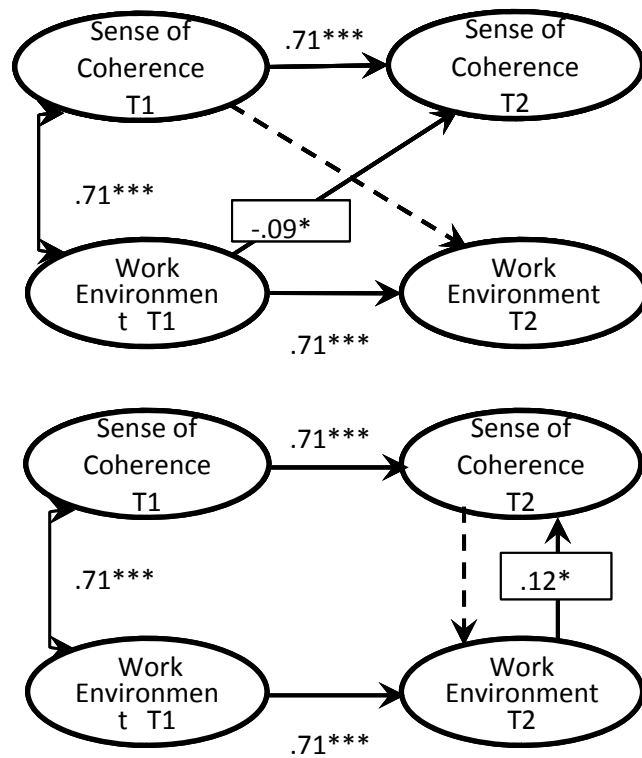 Sense of
Coherence
T1
.71***
Sense of
Coherence
T2
.71***
-.09*
Work
Environmen
t T1
Work
Environment
T2
.71***
Sense of
Coherence
T1
.71***
Sense of
Coherence
T2
.71***
.12*
Work
Environmen
t T1
Work
Environment
T2
.71***